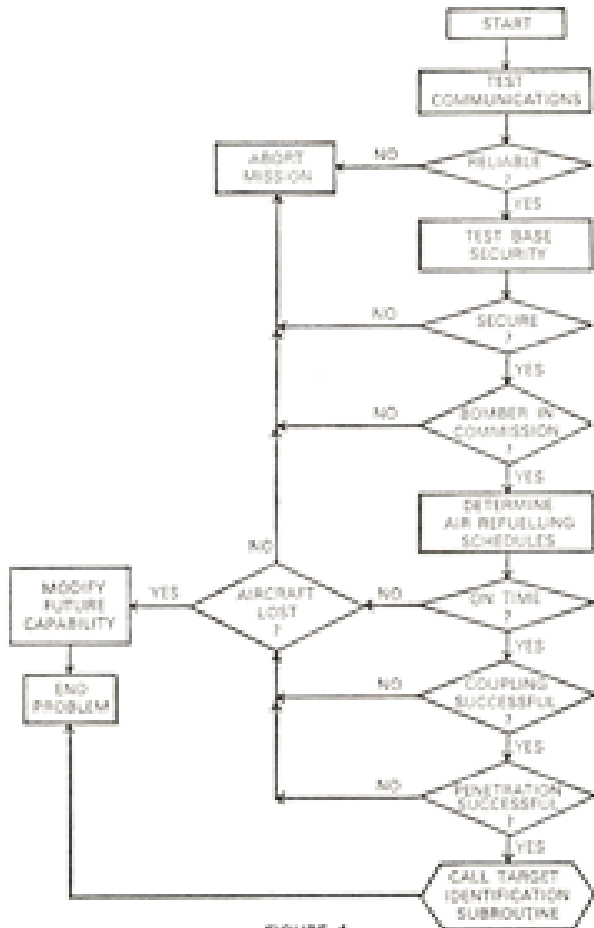 START
TEST
COMMUNICATIONS
RELIABLE
?
NO
YES
ABORT
MISSION
TEST BASE
SECURITY
SECURE
?
NO
YES
BOMBER IN
COMMISSION
?
NO
YES
DETERMINE
AIR REFUELLING
SCHEDULES
ON TIME
?
NO
YES
AIRCRAFT
LOST
?
NO
YES
MODIFY
FUTURE
CAPABILITY
END
PROBLEM
COUPLING
SUCCESSFUL
?
NO
YES
PENETRATION
SUCCESSFUL
?
NO
YES
CALL TARGET
IDENTIFICATION
SUBROUTINE